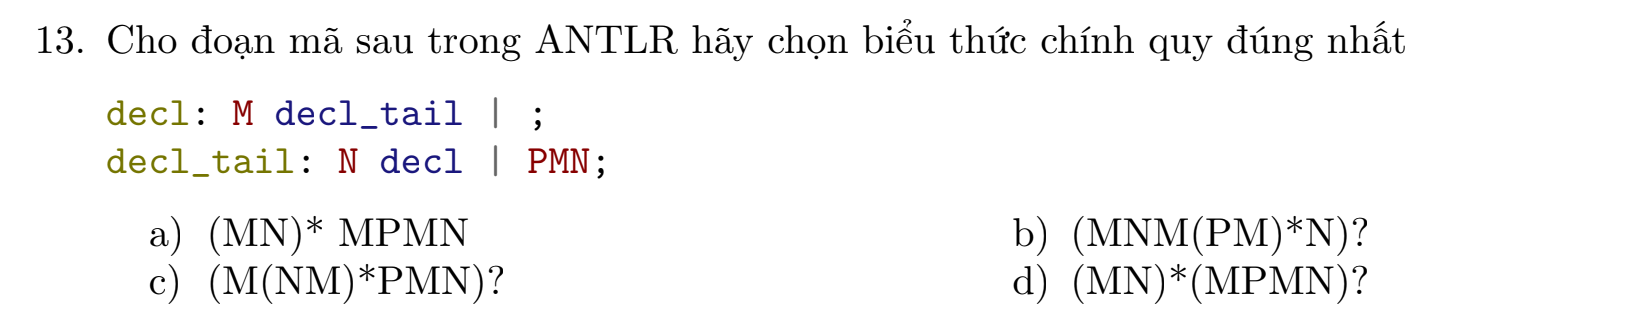 13. Cho đoạn mã sau trong ANTLR hãy chọn biểu thức chính quy đúng nhất
decl: M decl_tail | ;
decl_tail: N decl | PMN;
a) (MN)* MPMN
b) (MNM(PM)*N)?
c) (M(NM)*PMN)?
d) (MN)*(MPMN)?